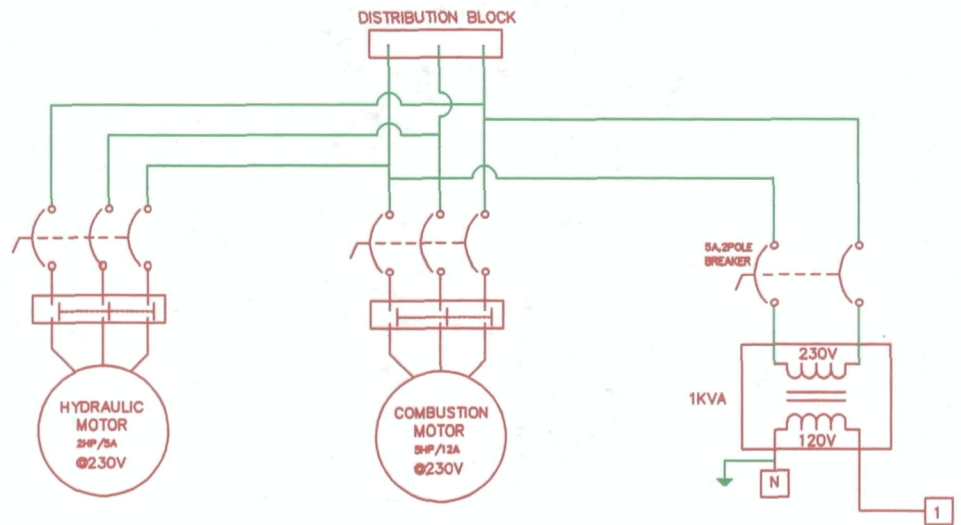 DISTRIBUTION BLOCK
5A,2POLE
BREAKER
230V
1KVA
120V
N
1
HYDRAULIC
MOTOR
2HP/5A
@230V
COMBUSTION
MOTOR
5HP/12A
@230V